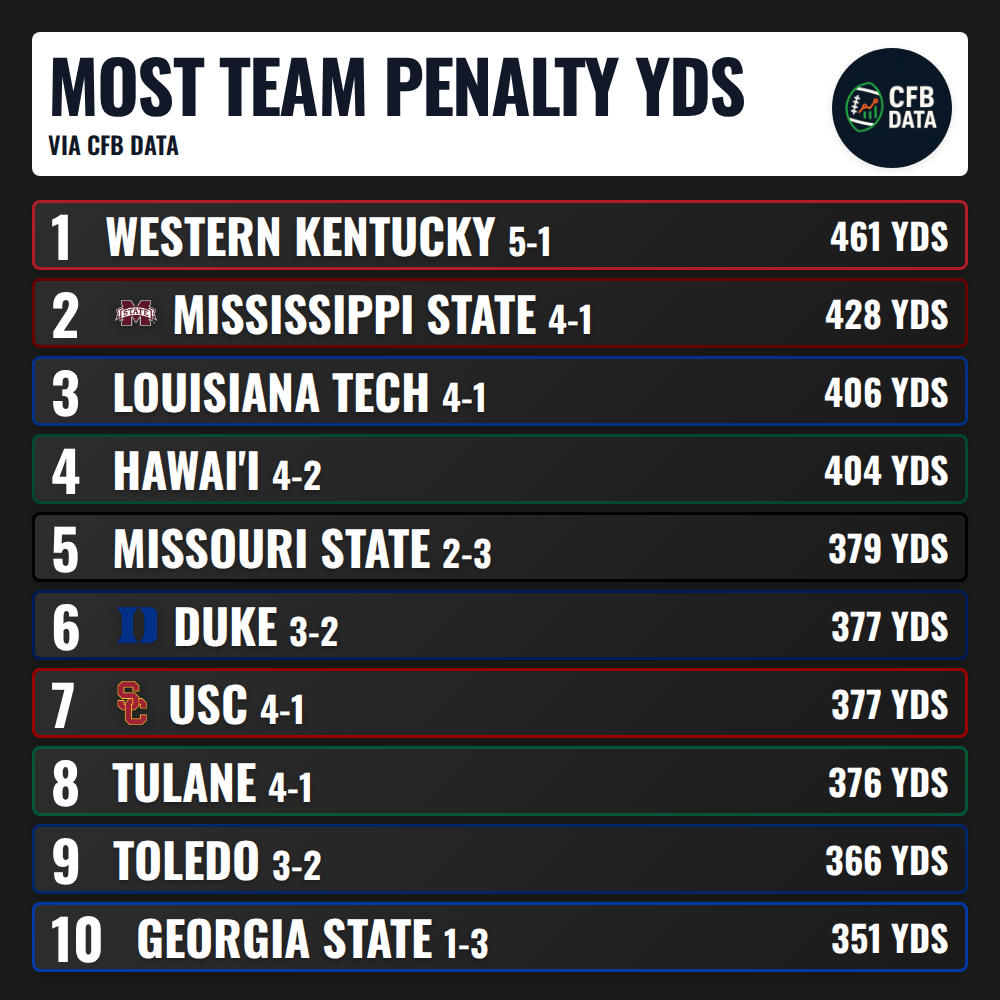 MOST TEAM PENALTY YDS
VIA CFB DATA
CFB
DATA
1 WESTERN KENTUCKY 5-1 461 YDS
2 STATE MISSISSIPPI STATE 4-1 428 YDS
3 LOUISIANA TECH 4-1 406 YDS
4 HAWAI'I 4-2 404 YDS
5 MISSOURI STATE 2-3 379 YDS
6 D DUKE 3-2 377 YDS
7 SC USC 4-1 377 YDS
8 TULANE 4-1 376 YDS
9 TOLEDO 3-2 366 YDS
10 GEORGIA STATE 1-3 351 YDS